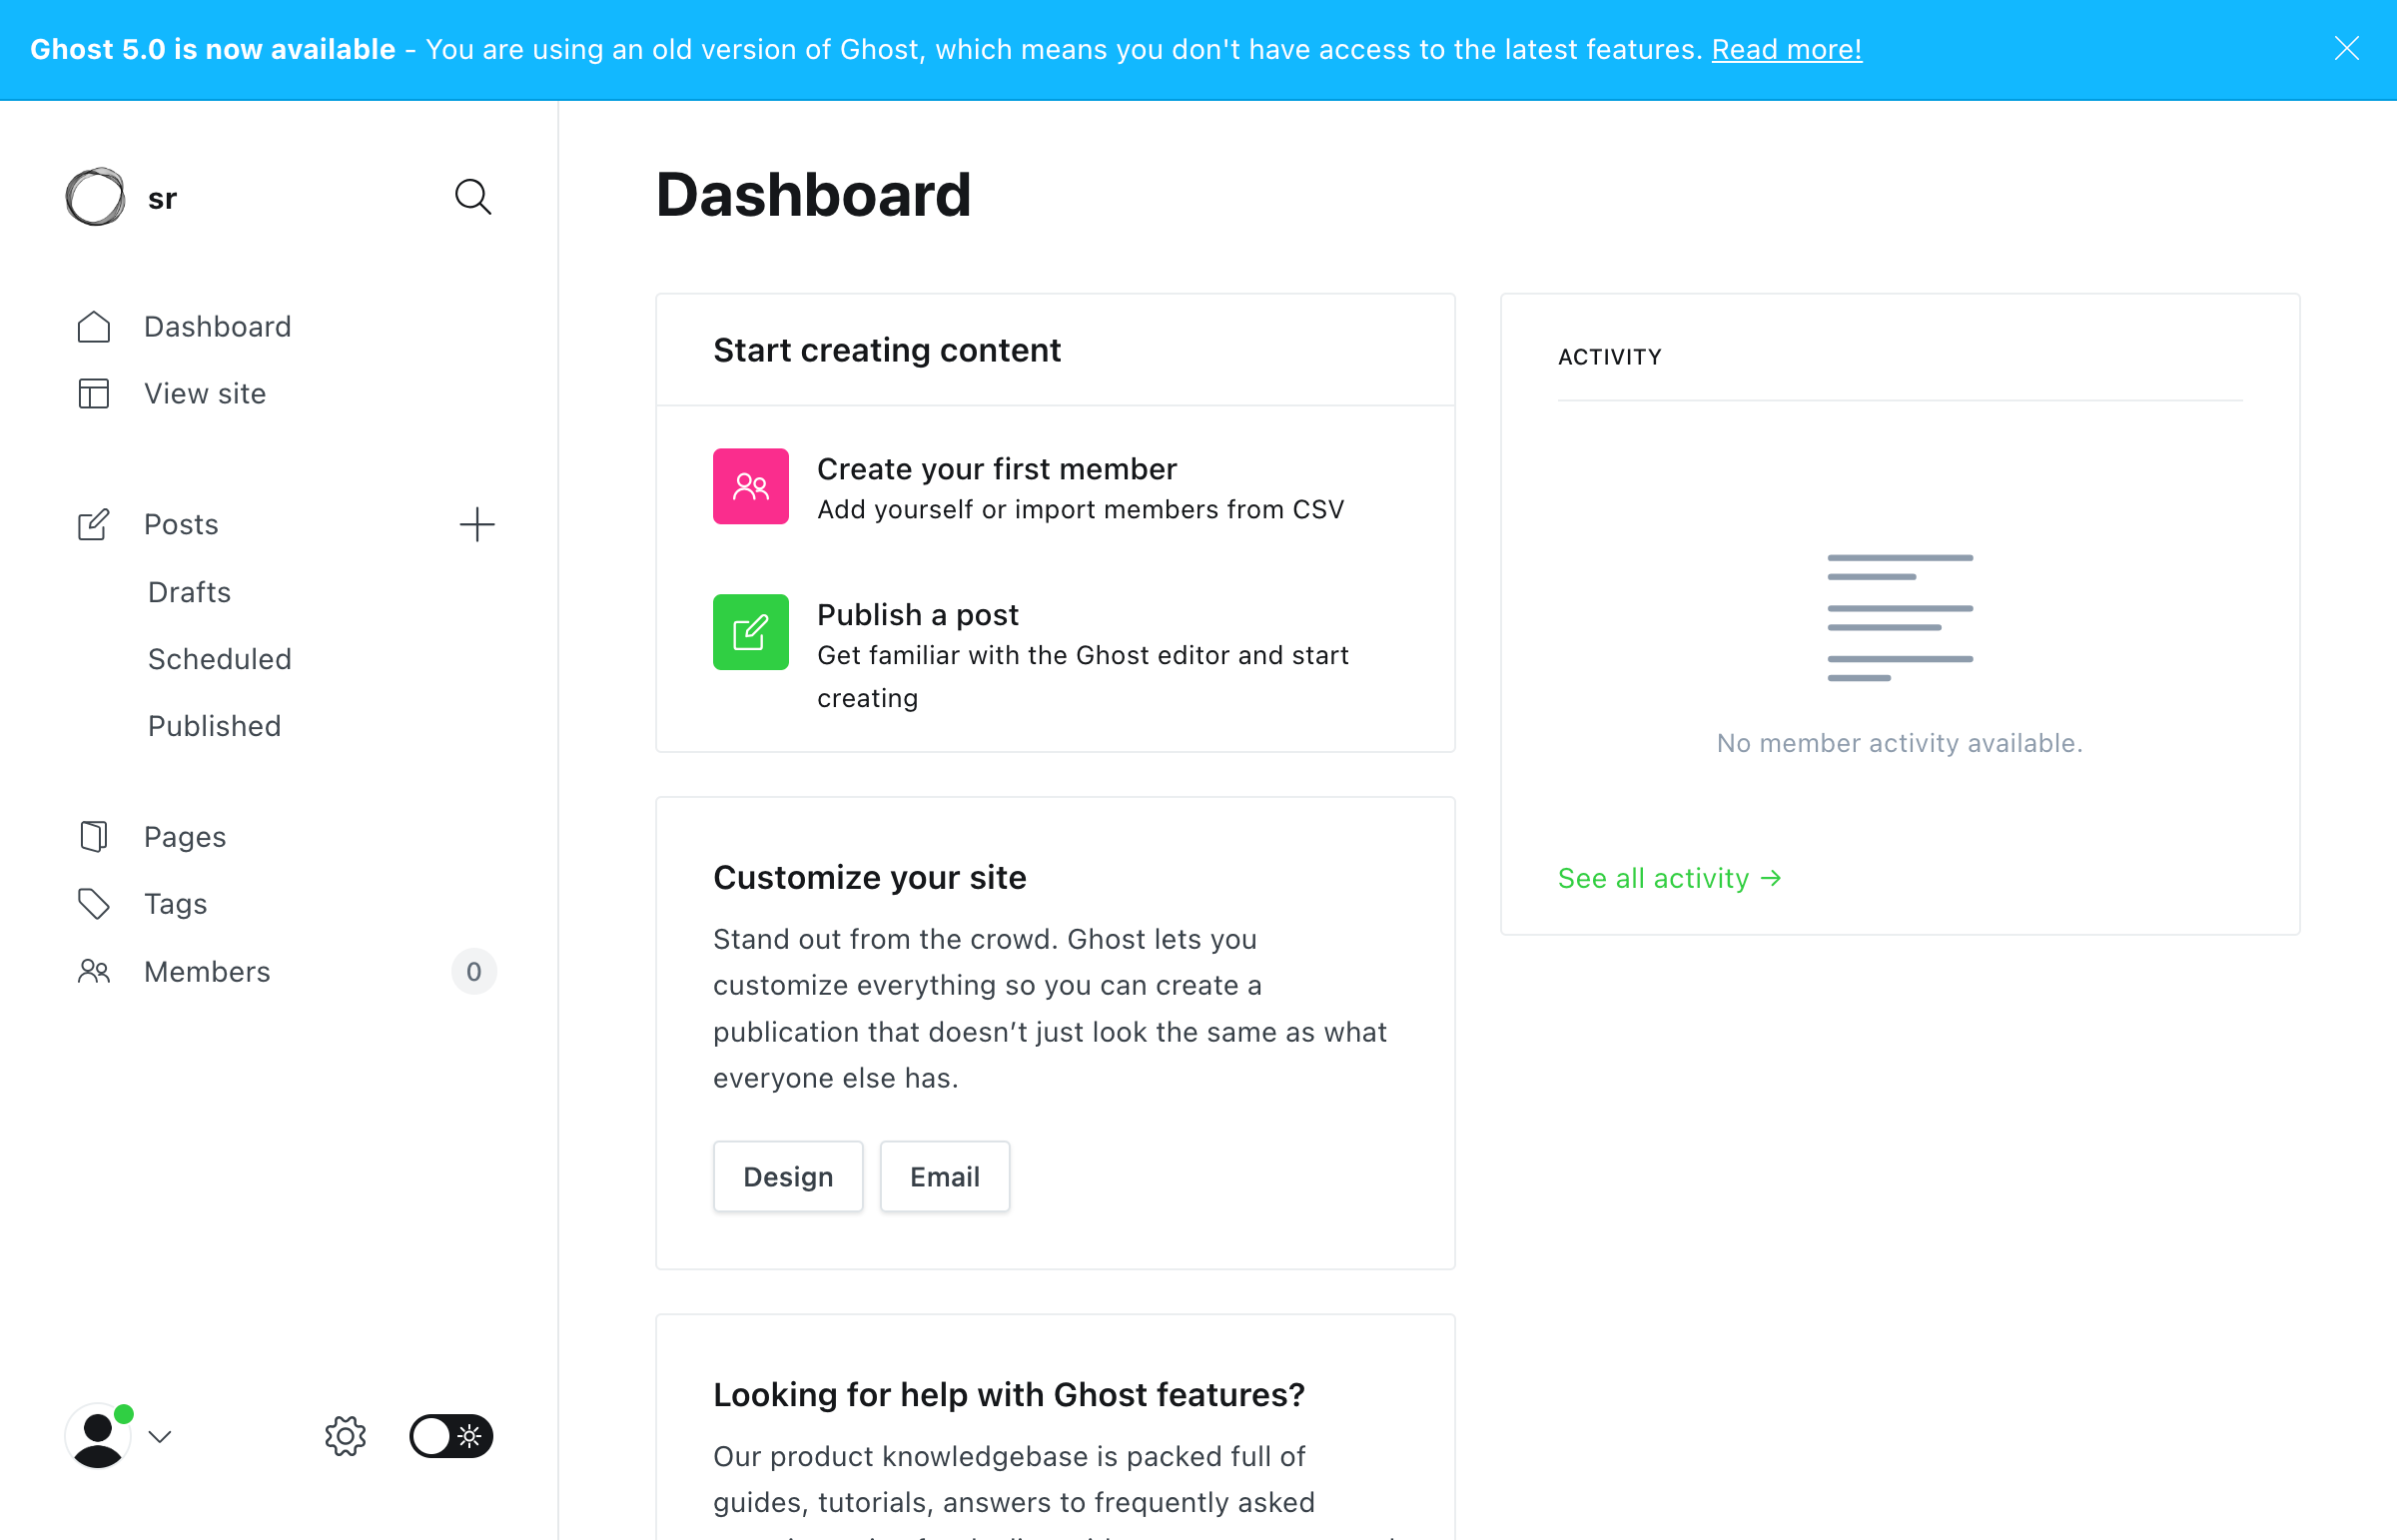 Ghost 5.0 is now available - You are using an old version of Ghost, which means you don't have access to the latest features. Read more!
sr
Dashboard
View site
Posts
Drafts
Scheduled
Published
Pages
Tags
Members
0
Dashboard
Start creating content
Create your first member
Add yourself or import members from CSV
Publish a post
Get familiar with the Ghost editor and start
creating
Customize your site
Stand out from the crowd. Ghost lets you
customize everything so you can create a
publication that doesn’t just look the same as what
everyone else has.
Design
Email
Looking for help with Ghost features?
Our product knowledgebase is packed full of
guides, tutorials, answers to frequently asked
ACTIVITY
No member activity available.
See all activity →